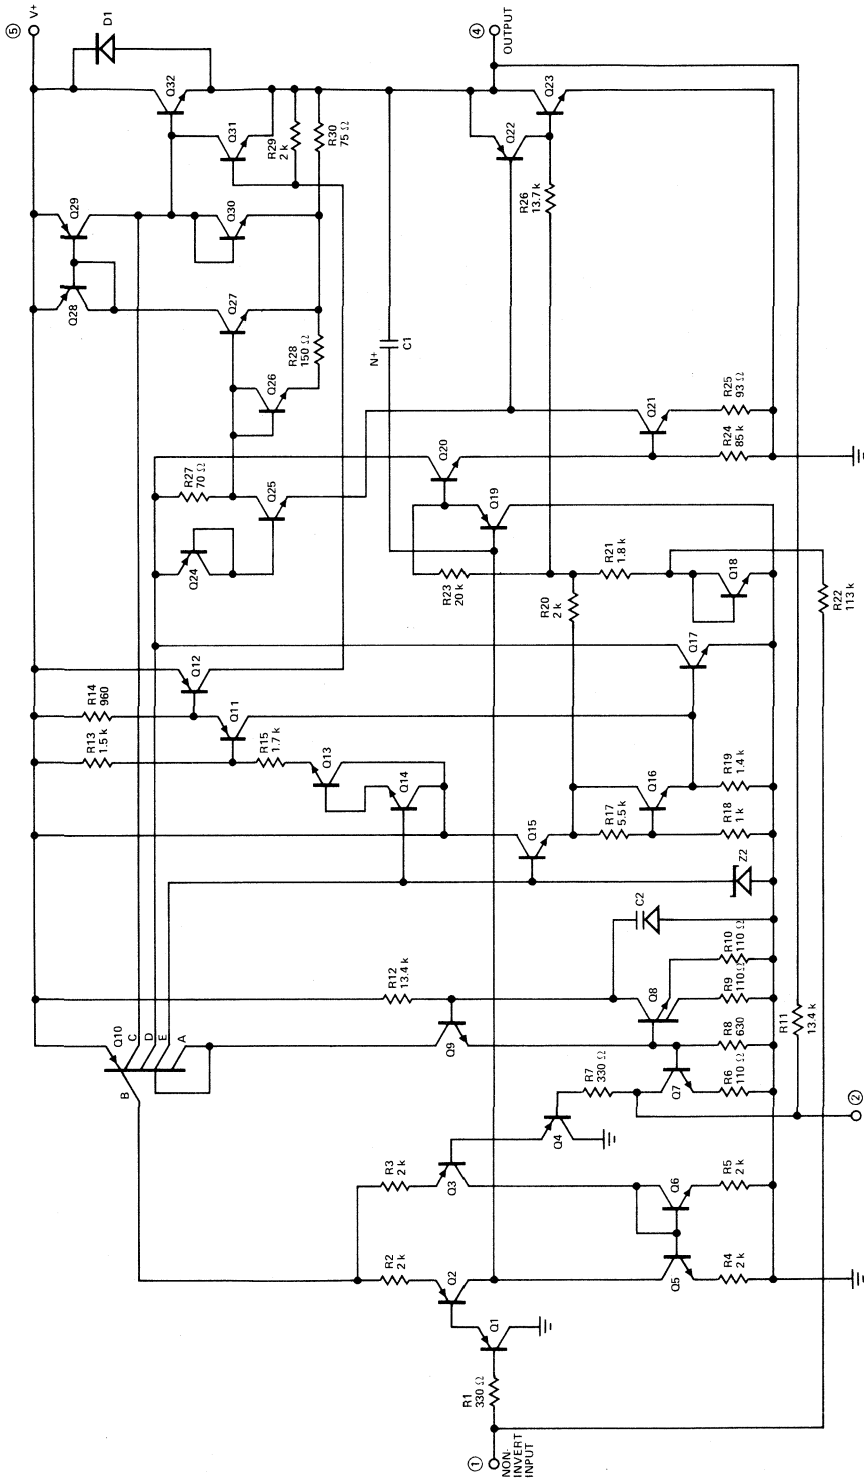 5
V+
D1
4
OUTPUT
Q32
Q31
R29
2 k
R30
75 Ω
Q23
Q22
R26
13.7 k
Q29
Q30
Q28
Q27
R28
150 Ω
N+
C1
Q26
R27
70 Ω
Q25
Q24
Q20
Q21
R24
85 k
R25
93 Ω
Q19
R23
20 k
R21
1.8 k
Q18
R20
2 k
R22
113 k
Q12
R14
960
Q11
R13
1.5 k
R15
1.7 k
Q13
Q14
Q17
Q16
R19
1.4 k
R17
5.5 k
R18
1 k
Q15
Z2
C2
R12
13.4 k
Q8
R10
110 Ω
R9
110 Ω
Q9
R8
630
R11
13.4 k
Q10
C
D
E
A
B
R7
330 Ω
Q7
R6
110 Ω
Q4
2
R3
2 k
Q3
Q6
R5
2 k
R2
2 k
Q2
Q5
R4
2 k
Q1
R1
330 Ω
1
NON-
INVERT
INPUT